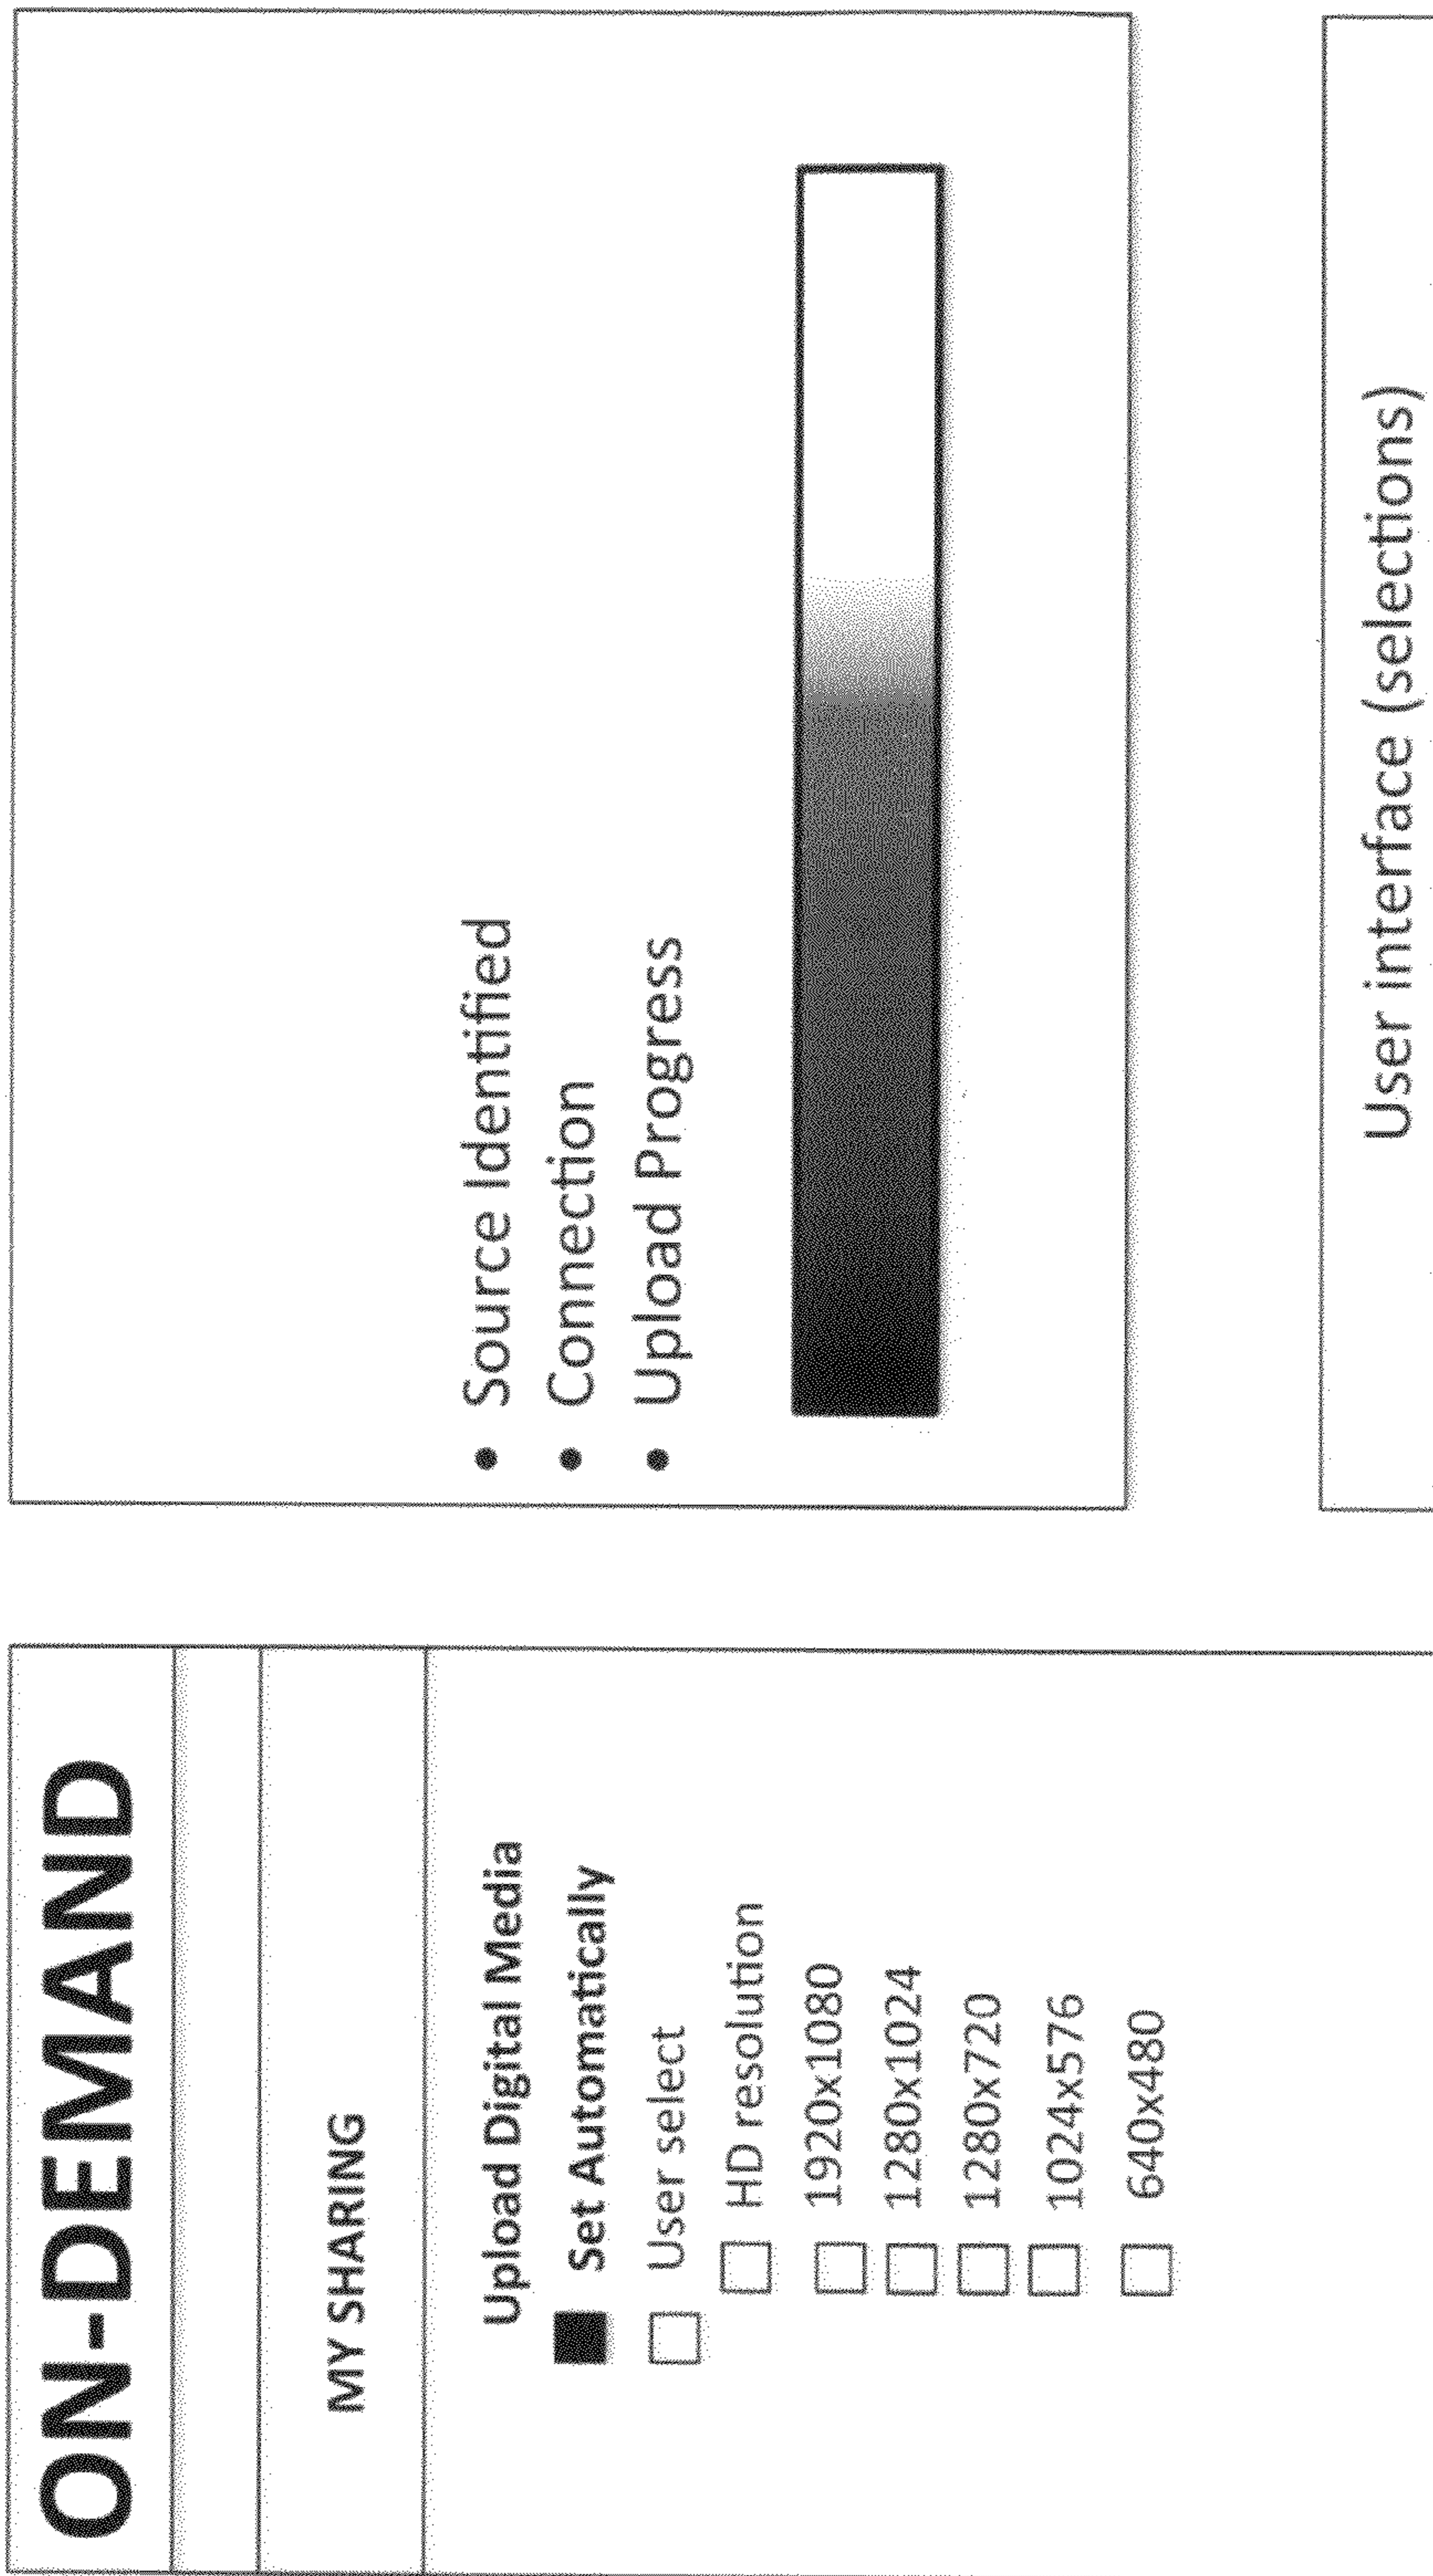 ON-DEMAND
MY SHARING
Upload Digital Media
Set Automatically
User select
HD resolution
1920x1080
1280x1024
1280x720
1024x576
640x480
• Source Identified
• Connection
• Upload Progress
User interface (selections)